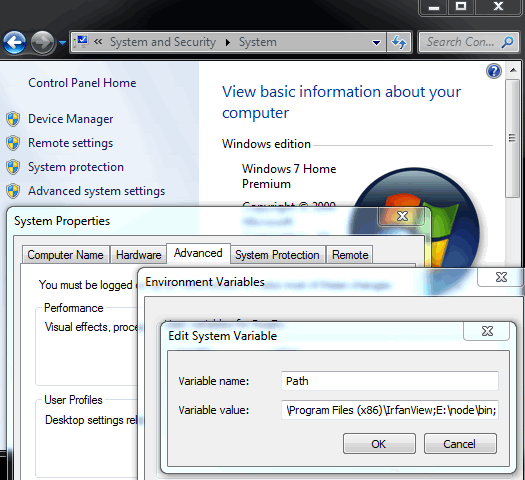 « System and Security ▸ System
Search Con...
Control Panel Home
Device Manager
Remote settings
System protection
Advanced system settings
View basic information about your
computer
Windows edition
Windows 7 Home
Premium
System Properties
Computer Name Hardware Advanced System Protection Remote
You must be logged
Performance
Visual effects, proce
User Profiles
Desktop settings rel
Environment Variables
Edit System Variable
Variable name: Path
Variable value: \Program Files (x86)\IrfanView;E:\node\bin;
OK Cancel